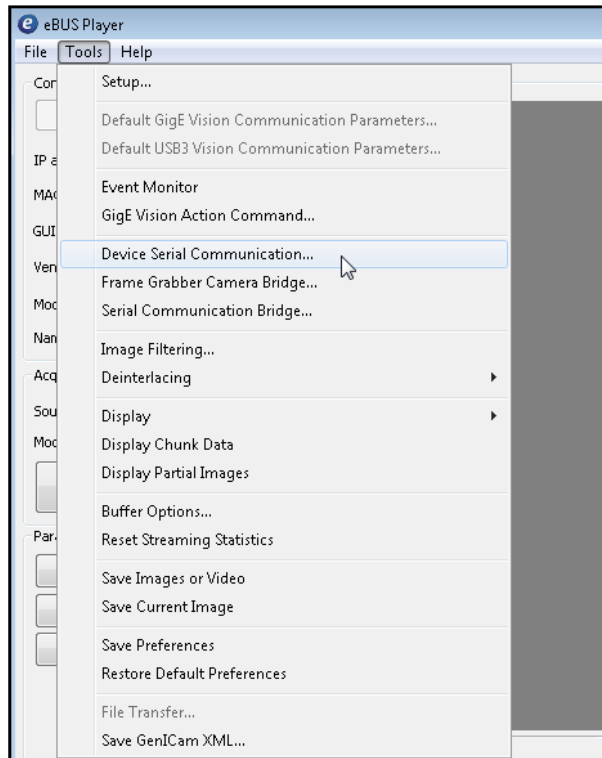 eBUS Player
File Tools Help
Setup...
Default GigE Vision Communication Parameters...
Default USB3 Vision Communication Parameters...
Event Monitor
GigE Vision Action Command...
Device Serial Communication...
Frame Grabber Camera Bridge...
Serial Communication Bridge...
Image Filtering...
Deinterlacing
Display
Display Chunk Data
Display Partial Images
Buffer Options...
Reset Streaming Statistics
Save Images or Video
Save Current Image
Save Preferences
Restore Default Preferences
File Transfer...
Save GenICam XML...